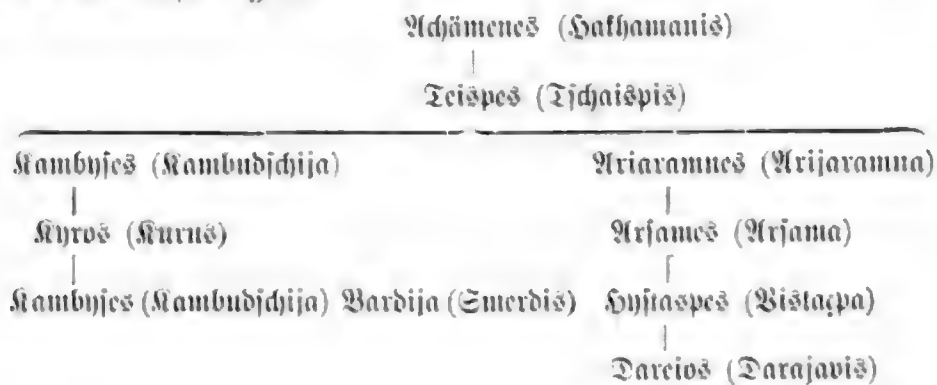 Achämenes (Hakhamanis)
Teispes (Tschaispis)
Kambyses (Kambudschija) Ariaramnes (Arijaramna)
Kyros (Kurus) Arsames (Arsama)
Kambyses (Kambudschija) Bardija (Smerdis) Hystaspes (Vistaçpa)
Dareios (Darajavis)